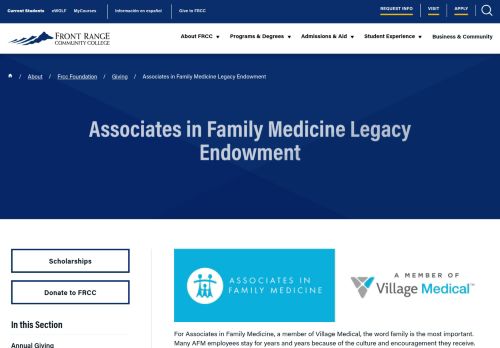 Current Students eWOLF MyCourses Información en español Give to FRCC REQUEST INFO VISIT APPLY
FRONT RANGE
COMMUNITY COLLEGE
About FRCC Programs & Degrees Admissions & Aid Student Experience Business & Community
/ About / Frcc Foundation / Giving / Associates in Family Medicine Legacy Endowment
Associates in Family Medicine Legacy
Endowment
Scholarships
Donate to FRCC
In this Section
Annual Giving
ASSOCIATES IN
FAMILY MEDICINE
A MEMBER OF
Village Medical™
For Associates in Family Medicine, a member of Village Medical, the word family is the most important.
Many AFM employees stay for years and years because of the culture and encouragement they receive.